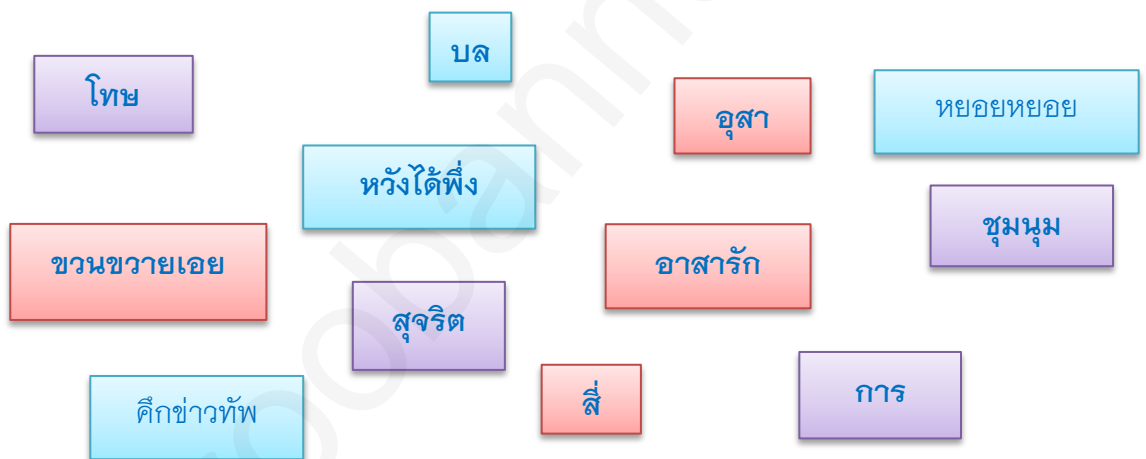 บล
โทษ
อุสา
หยอยหยอย
หวังได้พึ่ง
ชุมนุม
ขวนขวายเอย
อาสารัก
สุจริต
สี่
การ
ศึกข่าวทัพ